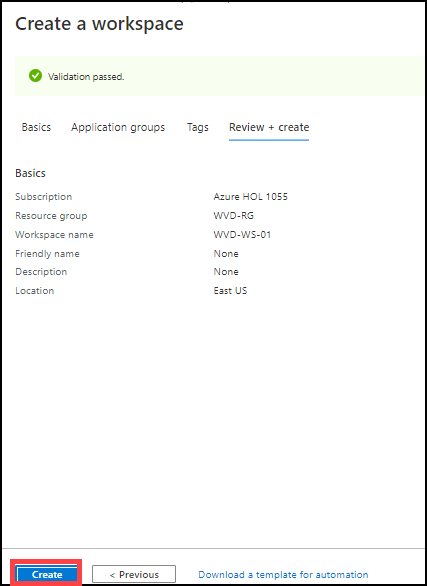 Create a workspace
Validation passed.
Basics Application groups Tags Review + create
Basics
Subscription Azure HOL 1055
Resource group WVD-RG
Workspace name WVD-WS-01
Friendly name None
Description None
Location East US
Create < Previous Download a template for automation